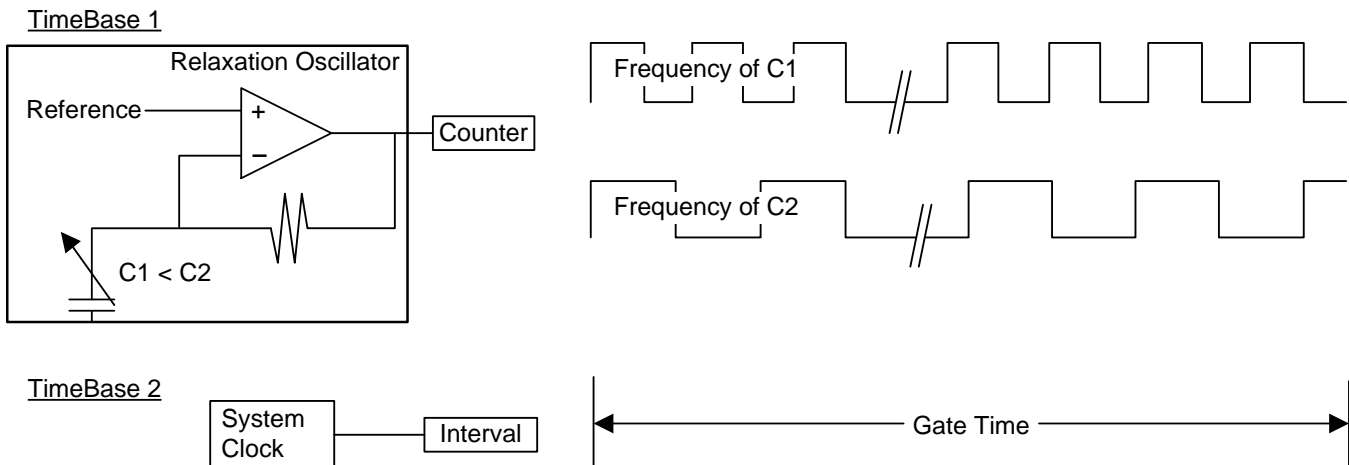 TimeBase 1
Relaxation Oscillator
Reference
+
−
Counter
C1 < C2
Frequency of C1
Frequency of C2
TimeBase 2
System
Clock
Interval
Gate Time